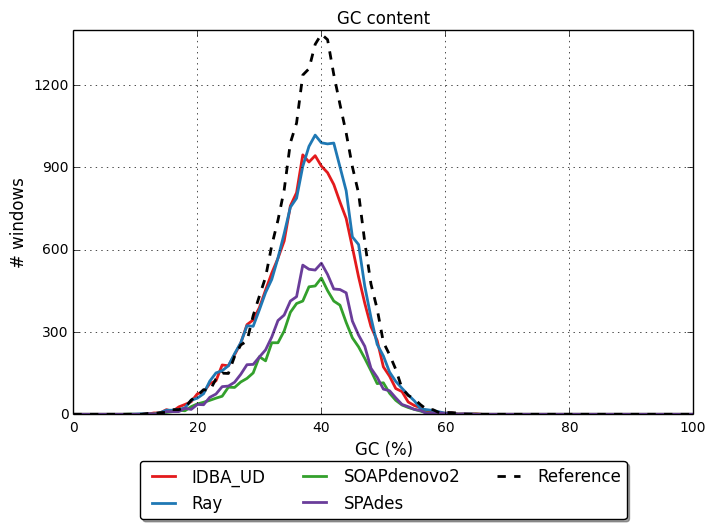 GC content
# windows
1200
900
600
300
0
0 20 40 60 80 100
GC (%)
IDBA_UD SOAPdenovo2 Reference
Ray SPAdes